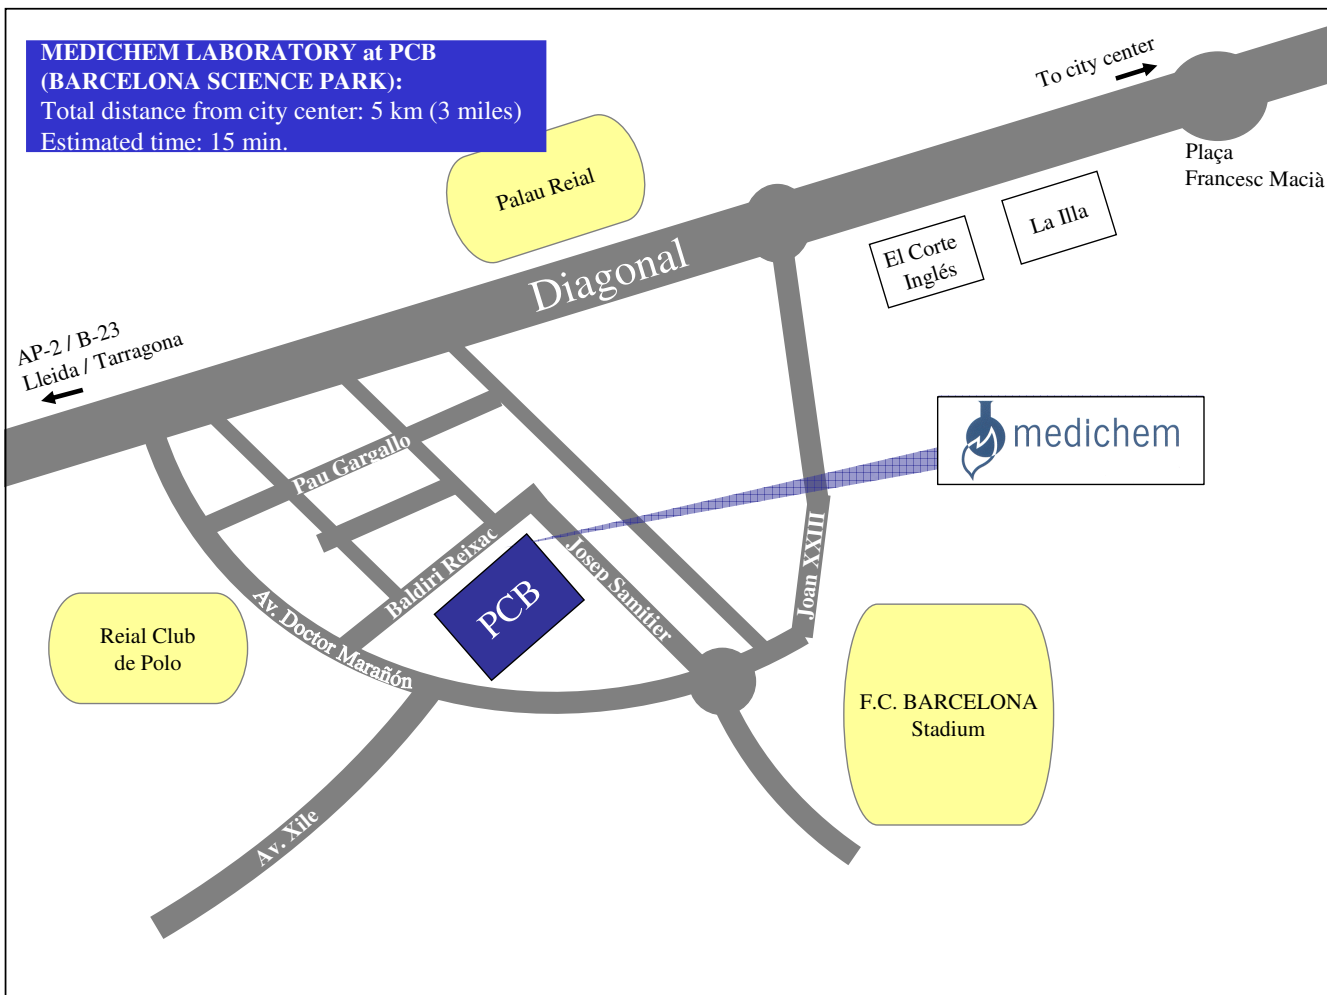 MEDICHEM LABORATORY at PCB
(BARCELONA SCIENCE PARK):
Total distance from city center: 5 km (3 miles)
Estimated time: 15 min.
To city center
Plaça
Francesc Macià
Palau Reial
La Illa
El Corte
Inglés
Diagonal
AP-2 / B-23
Lleida / Tarragona
medichem
Pau Gargallo
Baldiri Reixac
Josep Samitier
Joan XXIII
PCB
Av. Doctor Marañón
Reial Club
de Polo
F.C. BARCELONA
Stadium
Av. Xile